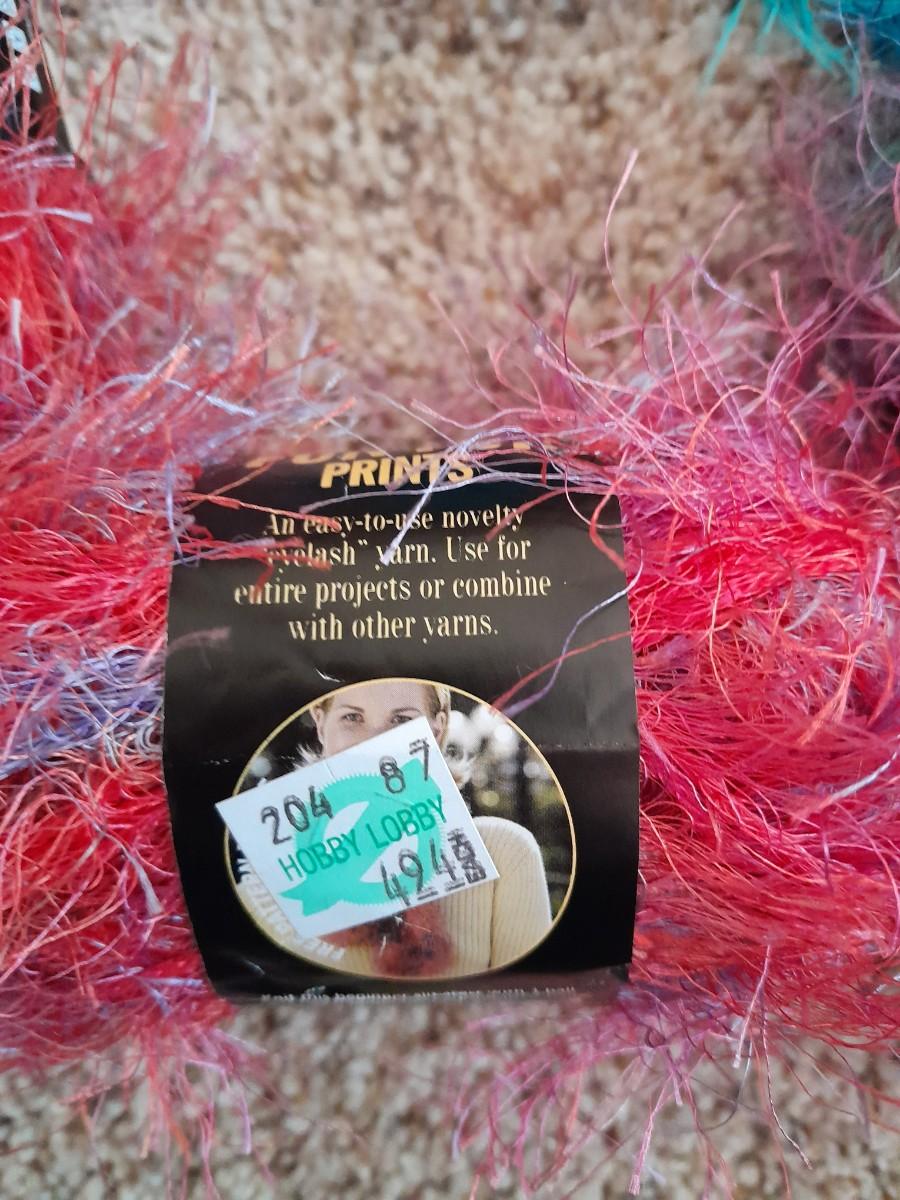 PRINTS
An easy-to-use novelty
"eyelash" yarn. Use for
entire projects or combine
with other yarns.
204 87
HOBBY LOBBY
494